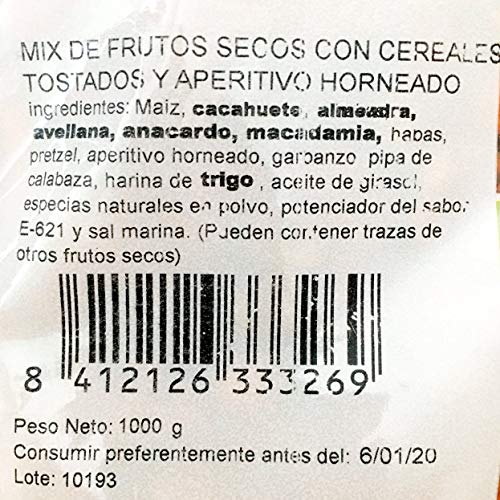 MIX DE FRUTOS SECOS CON CEREALES
TOSTADOS Y APERITIVO HORNEADO
ingredientes: Maiz, cacahuete, almendra,
avellana, anacardo, macadamia, habas,
pretzel, aperitivo horneado, garbanzo pipa de
calabaza, harina de trigo , aceite de girasol,
especias naturales en polvo, potenciador del sabor
E-621 y sal marina. (Pueden contener trazas de
otros frutos secos)
8 412126 333269
Peso Neto: 1000 g
Consumir preferentemente antes del: 6/01/20
Lote: 10193